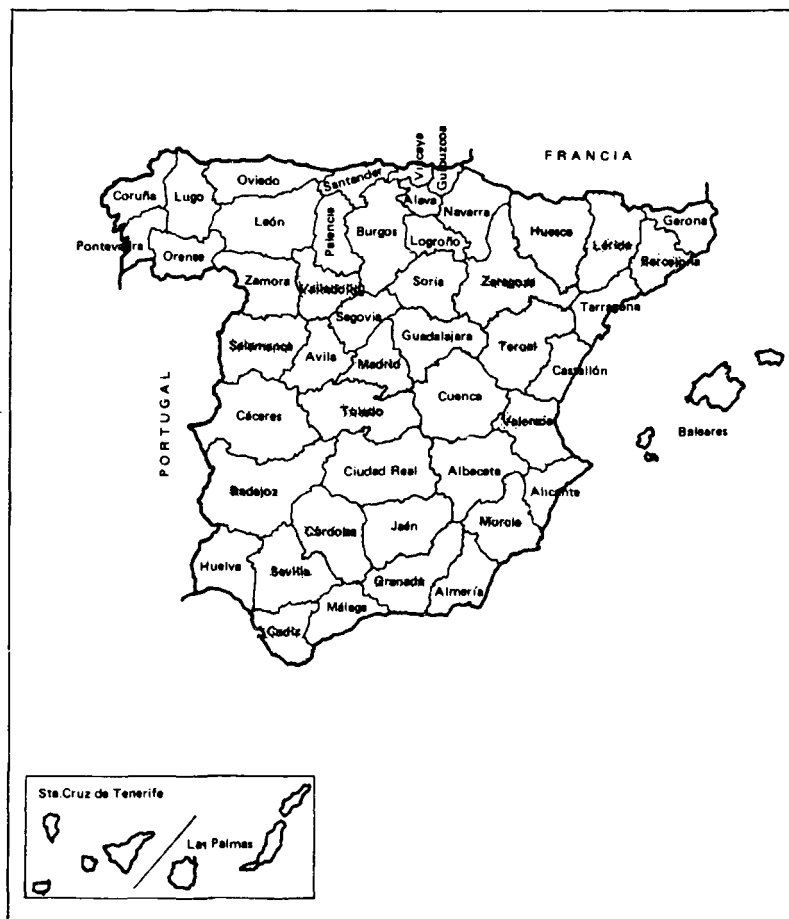 FRANCIA
Vizcaya
Guipuzcoa
Santander
Oviedo
Coruña
Lugo
Alava
León
Palencia
Burgos
Navarra
Logroño
Huesca
Lérida
Gerona
Pontevedra
Orense
Barcelona
Zamora
Valladolid
Soria
Zaragoza
Tarragona
Segovia
Salamanca
Avila
Madrid
Guadalajara
Teruel
Castellón
PORTUGAL
Cáceres
Toledo
Cuenca
Valencia
Baleares
Badajoz
Ciudad Real
Albacete
Alicante
Córdoba
Jaén
Murcia
Huelva
Sevilla
Granada
Almería
Málaga
Cadiz
Sta.Cruz de Tenerife
Las Palmas